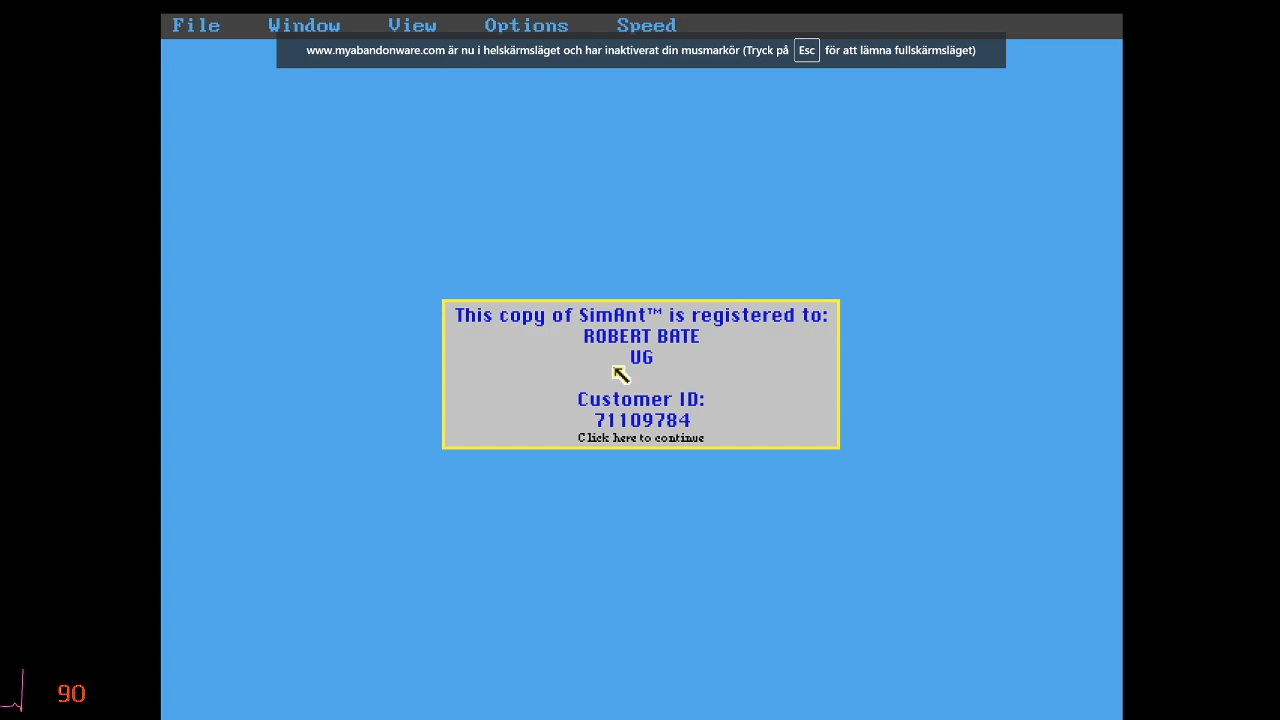 File Window View Options Speed
www.myabandonware.com är nu i helskärmsläget och har inaktiverat din musmarkör (Tryck på Esc för att lämna fullskärmsläget)
This copy of SimAnt™ is registered to:
ROBERT BATE
UG
Customer ID:
71109784
Click here to continue
90